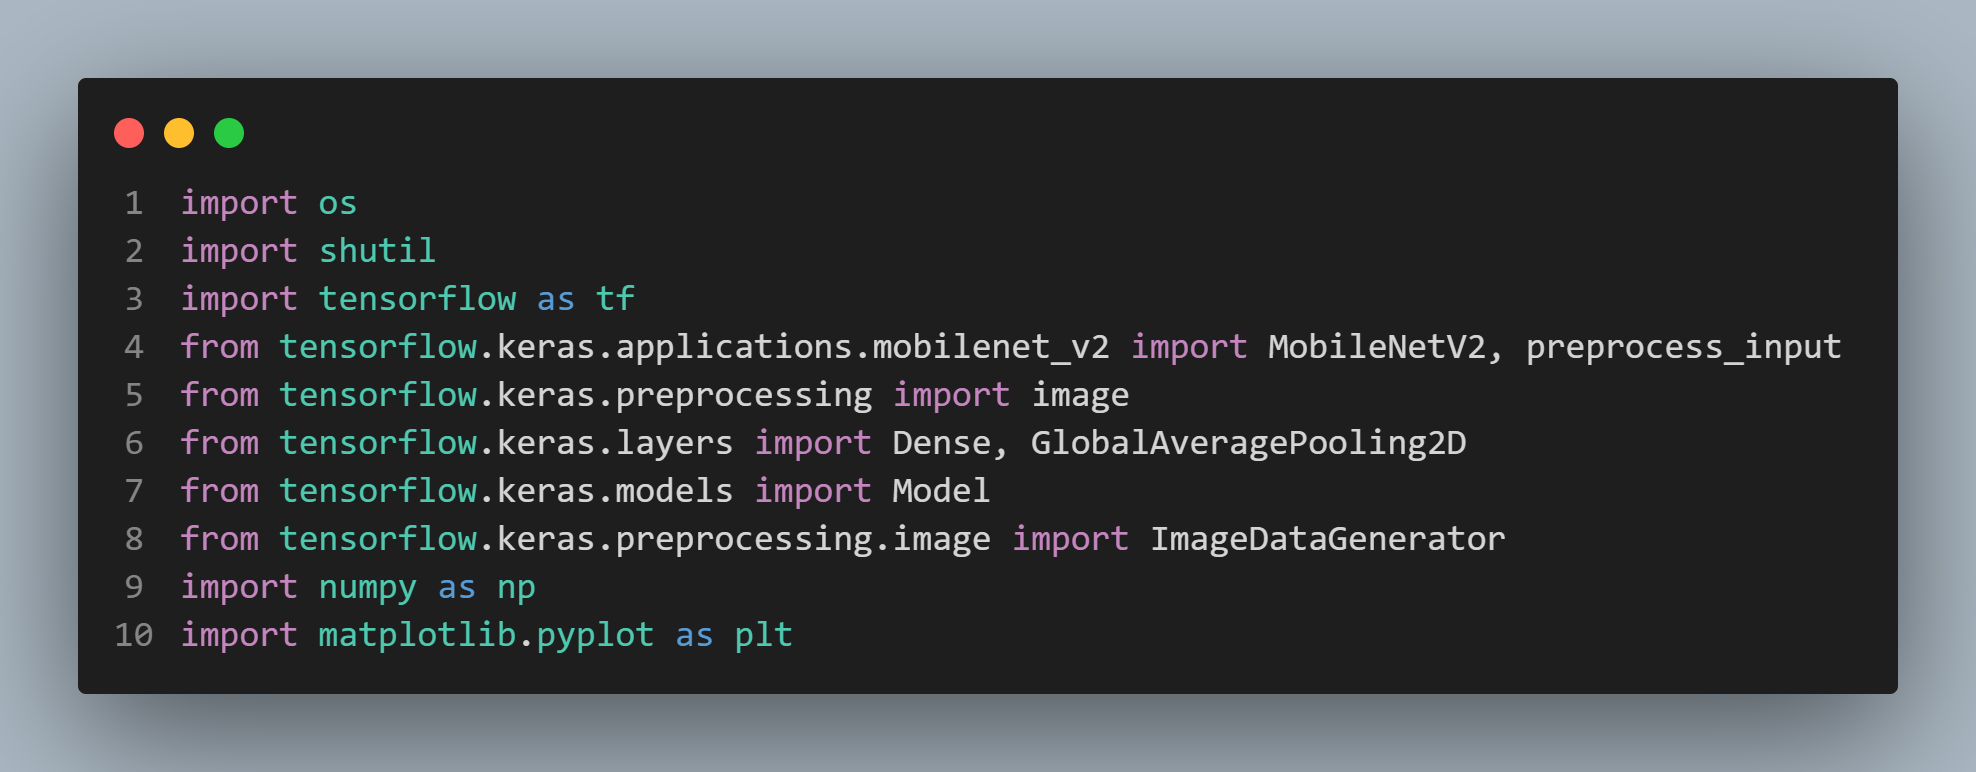 1 import os
2 import shutil
3 import tensorflow as tf
4 from tensorflow.keras.applications.mobilenet_v2 import MobileNetV2, preprocess_input
5 from tensorflow.keras.preprocessing import image
6 from tensorflow.keras.layers import Dense, GlobalAveragePooling2D
7 from tensorflow.keras.models import Model
8 from tensorflow.keras.preprocessing.image import ImageDataGenerator
9 import numpy as np
10 import matplotlib.pyplot as plt